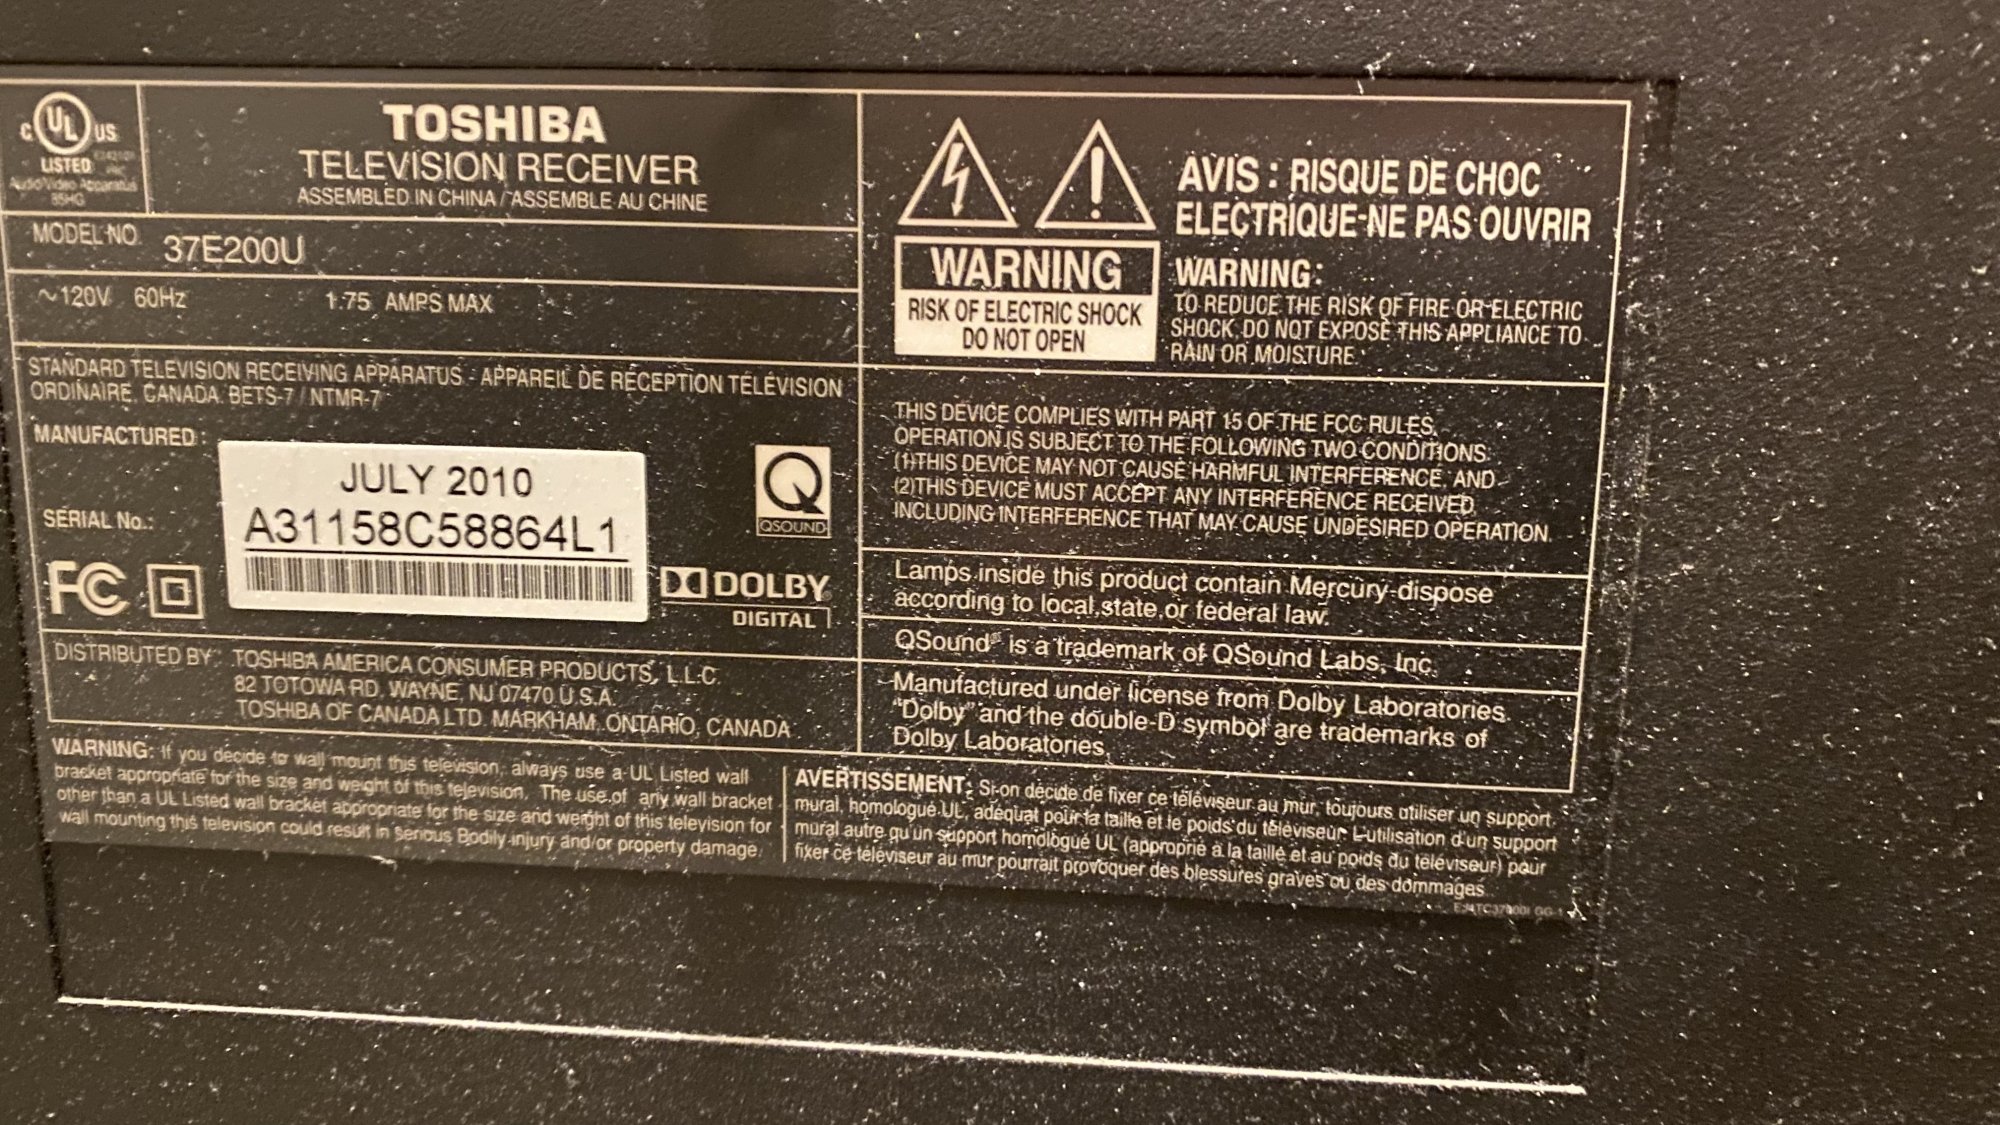 C UL US
LISTED
Audio/Video Apparatus
85HG
TOSHIBA
TELEVISION RECEIVER
ASSEMBLED IN CHINA / ASSEMBLE AU CHINE
MODEL NO. 37E200U
~120V 60Hz 1.75 AMPS MAX
STANDARD TELEVISION RECEIVING APPARATUS - APPAREIL DE RÉCEPTION TÉLÉVISION
ORDINAIRE, CANADA. BETS-7 / NTMR-7
MANUFACTURED :
JULY 2010
SERIAL No.:
A31158C58864L1
QSOUND
FC
DOLBY
DIGITAL
DISTRIBUTED BY: TOSHIBA AMERICA CONSUMER PRODUCTS, L.L.C.
82 TOTOWA RD. WAYNE, NJ 07470 U.S.A.
TOSHIBA OF CANADA LTD. MARKHAM, ONTARIO, CANADA
WARNING
RISK OF ELECTRIC SHOCK
DO NOT OPEN
AVIS : RISQUE DE CHOC
ELECTRIQUE-NE PAS OUVRIR
WARNING:
TO REDUCE THE RISK OF FIRE OR ELECTRIC
SHOCK, DO NOT EXPOSE THIS APPLIANCE TO
RAIN OR MOISTURE.
THIS DEVICE COMPLIES WITH PART 15 OF THE FCC RULES.
OPERATION IS SUBJECT TO THE FOLLOWING TWO CONDITIONS:
(1)THIS DEVICE MAY NOT CAUSE HARMFUL INTERFERENCE, AND
(2)THIS DEVICE MUST ACCEPT ANY INTERFERENCE RECEIVED,
INCLUDING INTERFERENCE THAT MAY CAUSE UNDESIRED OPERATION.
Lamps inside this product contain Mercury-dispose
according to local,state,or federal law.
QSound® is a trademark of QSound Labs, Inc.
Manufactured under license from Dolby Laboratories.
"Dolby" and the double-D symbol are trademarks of
Dolby Laboratories.
WARNING: If you decide to wall mount this television, always use a UL Listed wall
bracket appropriate for the size and weight of this television. The use of any wall bracket
other than a UL Listed wall bracket appropriate for the size and weight of this television for
wall mounting this television could result in serious Bodily injury and/or property damage.
AVERTISSEMENT: Si on décide de fixer ce téléviseur au mur, toujours utiliser un support
mural, homologué UL, adéquat pour la taille et le poids du téléviseur. L'utilisation d'un support
mural autre qu'un support homologué UL (approprié à la taille et au poids du téléviseur) pour
fixer ce téléviseur au mur pourrait provoquer des blessures graves ou des dommages